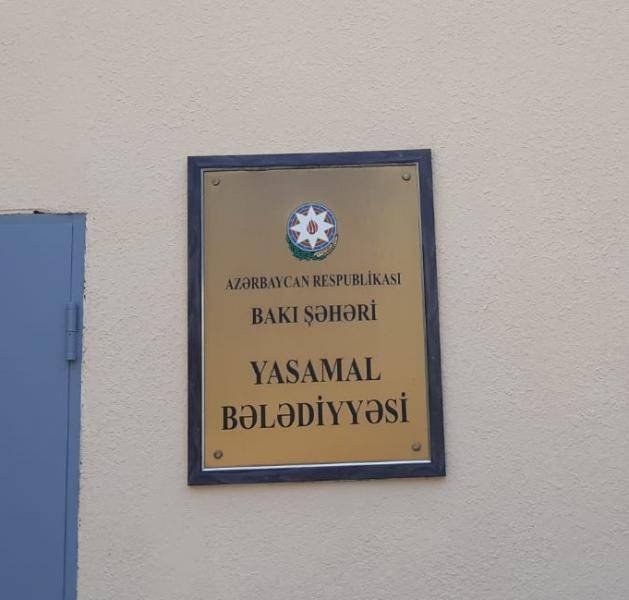 AZƏRBAYCAN RESPUBLİKASI
BAKI ŞƏHƏRİ
YASAMAL
BƏLƏDİYYƏSİ